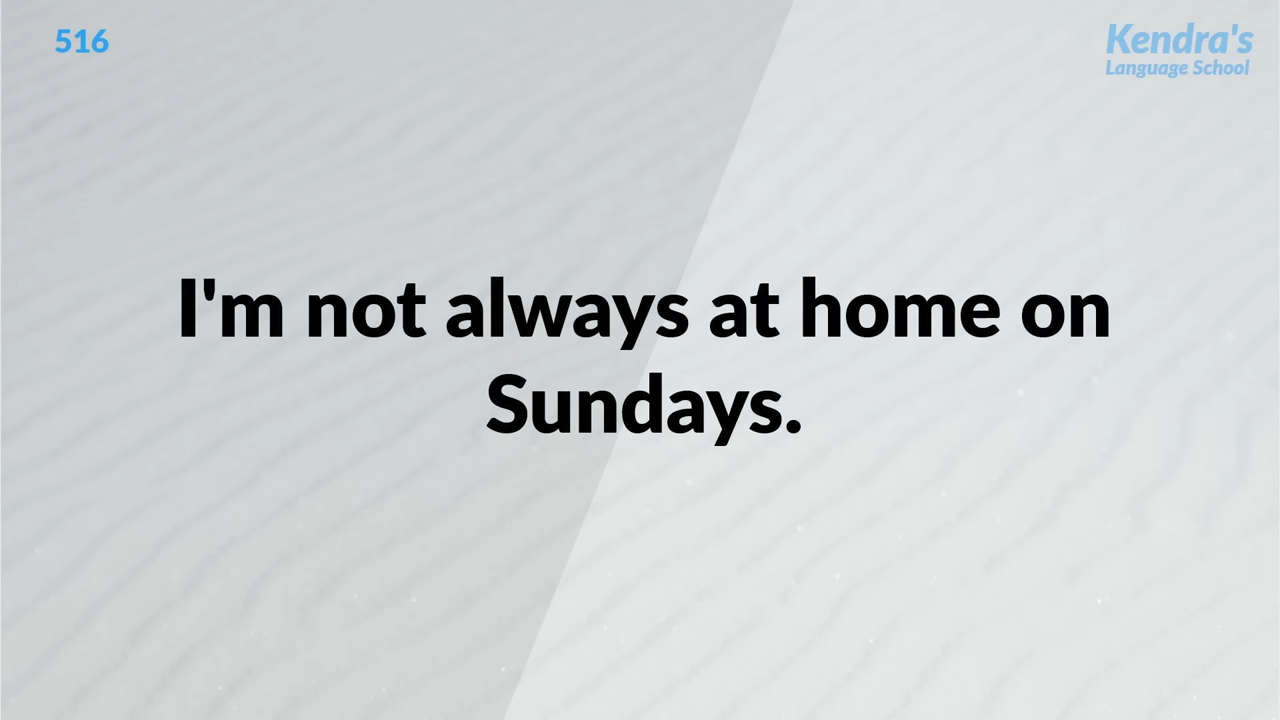 516
Kendra's
Language School
I'm not always at home on
Sundays.